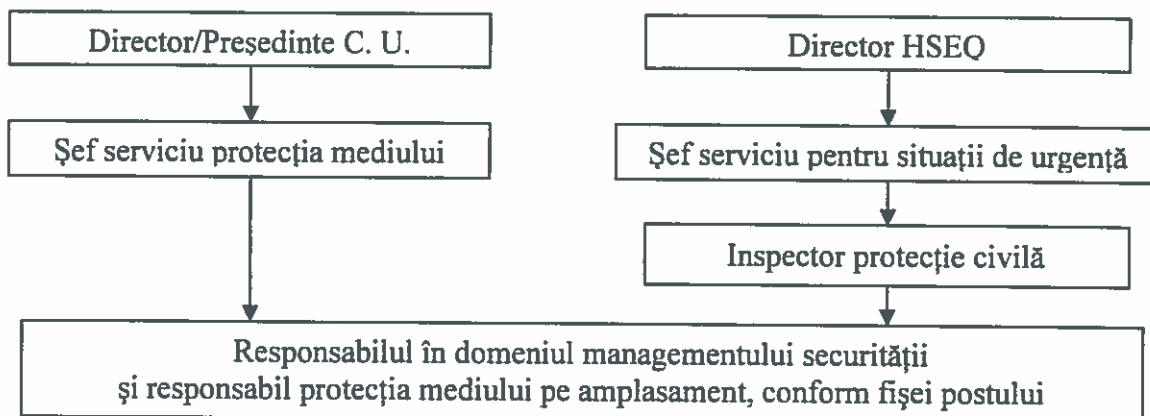 Director/Președinte C. U.
Director HSEQ
Șef serviciu protecția mediului
Șef serviciu pentru situații de urgență
Inspector protecție civilă
Responsabilul în domeniul managementului securității
și responsabil protecția mediului pe amplasament, conform fișei postului